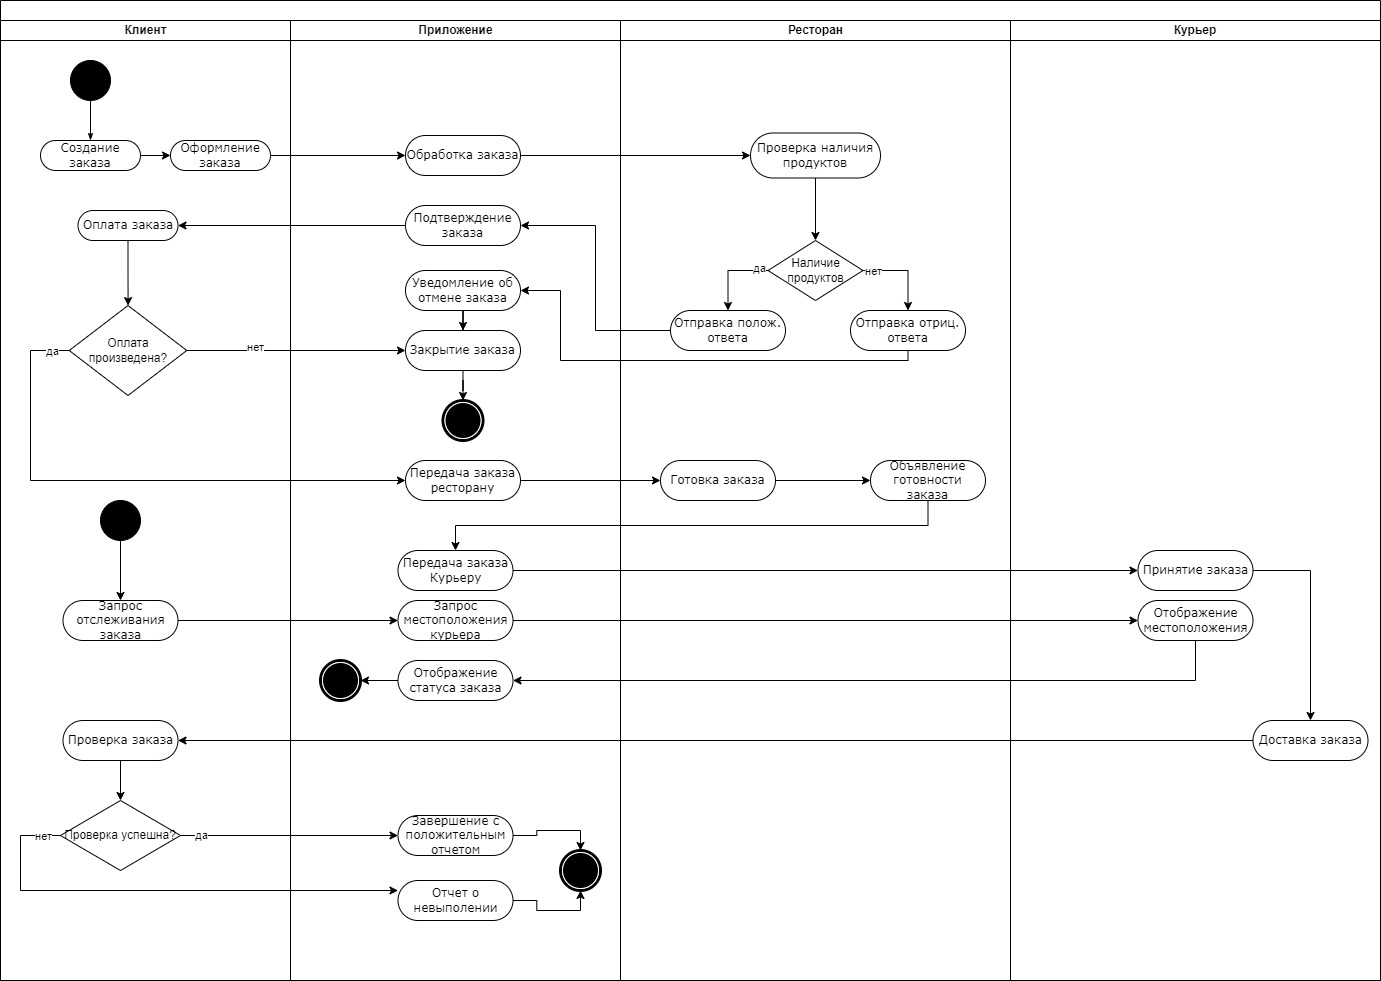 Клиент
Приложение
Ресторан
Курьер
Создание
заказа
Оформление
заказа
Обработка заказа
Проверка наличия
продуктов
Оплата заказа
Подтверждение
заказа
Наличие
продуктов
да
нет
Уведомление об
отмене заказа
Отправка полож.
ответа
Отправка отриц.
ответа
Оплата
произведена?
да
нет
Закрытие заказа
Передача заказа
ресторану
Готовка заказа
Объявление
готовности
заказа
Передача заказа
Курьеру
Принятие заказа
Запрос
отслеживания
заказа
Запрос
местоположения
курьера
Отображение
местоположения
Отображение
статуса заказа
Проверка заказа
Доставка заказа
Проверка успешна?
нет
да
Завершение с
положительным
отчетом
Отчет о
невыполении